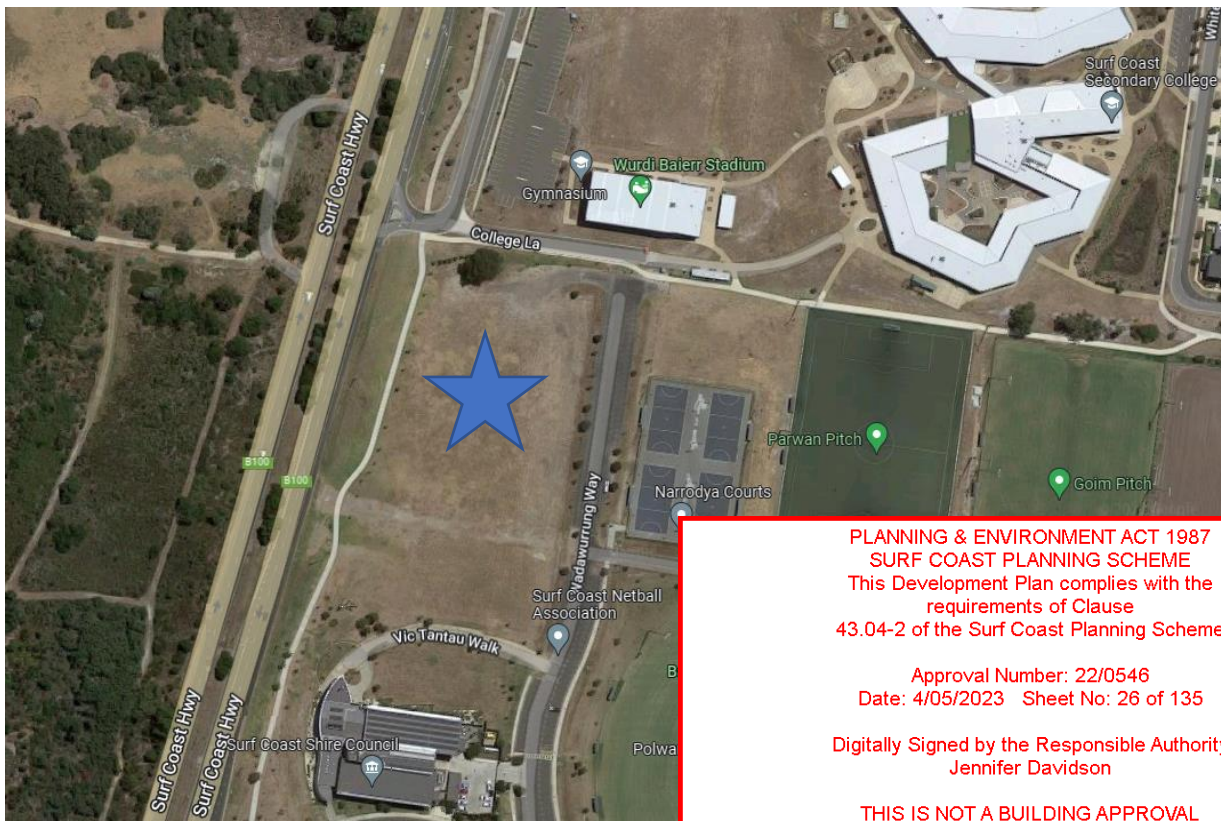 Surf Coast
Secondary College
White
Surf Coast Hwy
Wurdi Baierr Stadium
Gymnasium
College La
Parwan Pitch
Goim Pitch
B100
B100
Narrodya Courts
Wadawurrung Way
Surf Coast Netball
Association
Vic Tantau Walk
B
Polwa
Surf Coast Shire Council
Surf Coast Hwy
Surf Coast Hwy
PLANNING & ENVIRONMENT ACT 1987
SURF COAST PLANNING SCHEME
This Development Plan complies with the
requirements of Clause
43.04-2 of the Surf Coast Planning Scheme
Approval Number: 22/0546
Date: 4/05/2023 Sheet No: 26 of 135
Digitally Signed by the Responsible Authority
Jennifer Davidson
THIS IS NOT A BUILDING APPROVAL